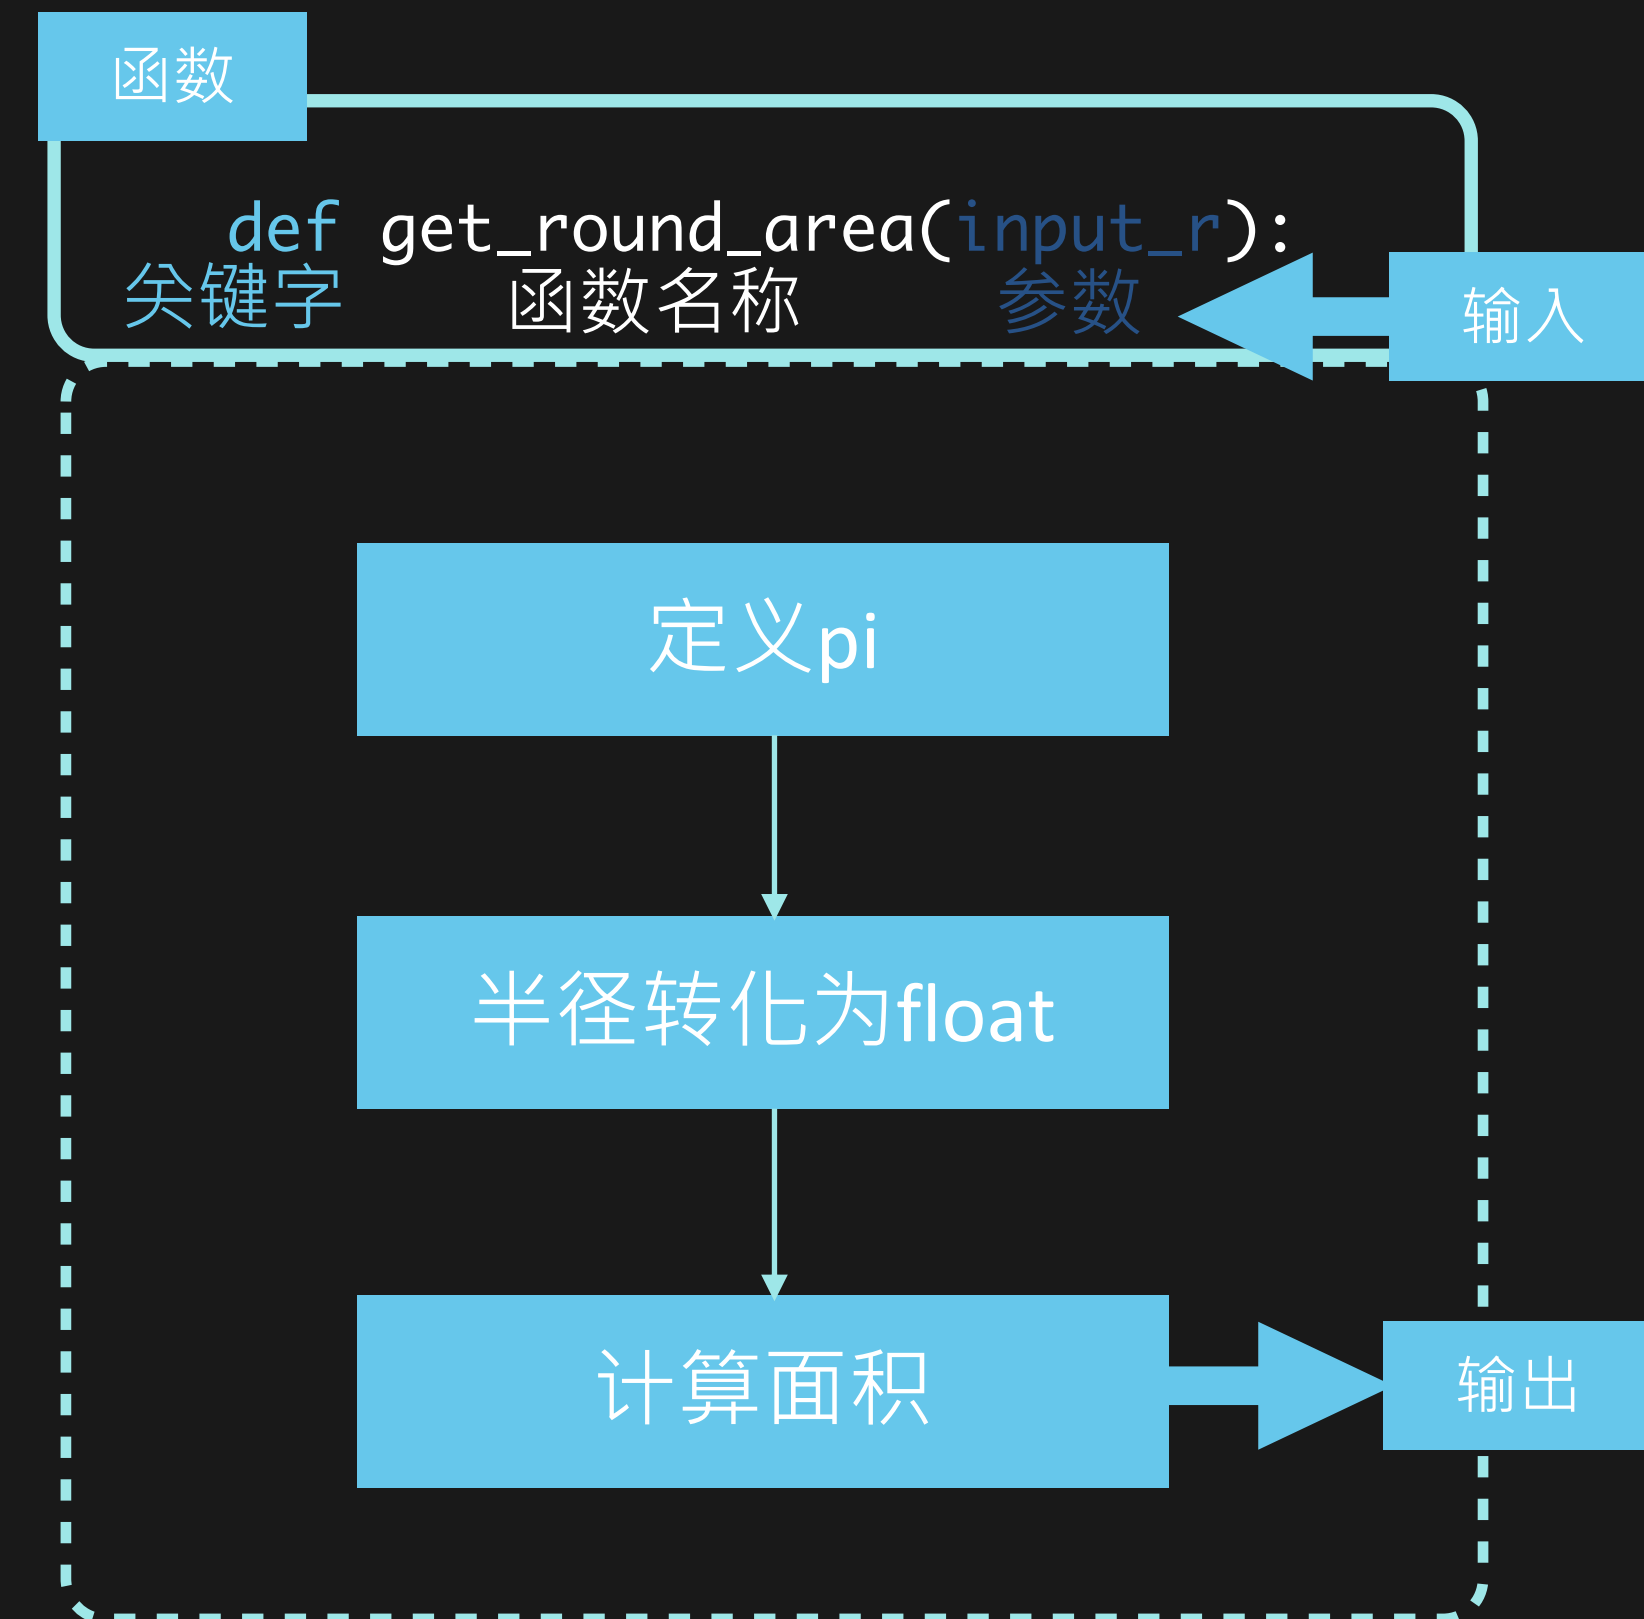 函数
def get_round_area(input_r):
关键字 函数名称 参数
输入
定义pi
半径转化为float
计算面积
输出